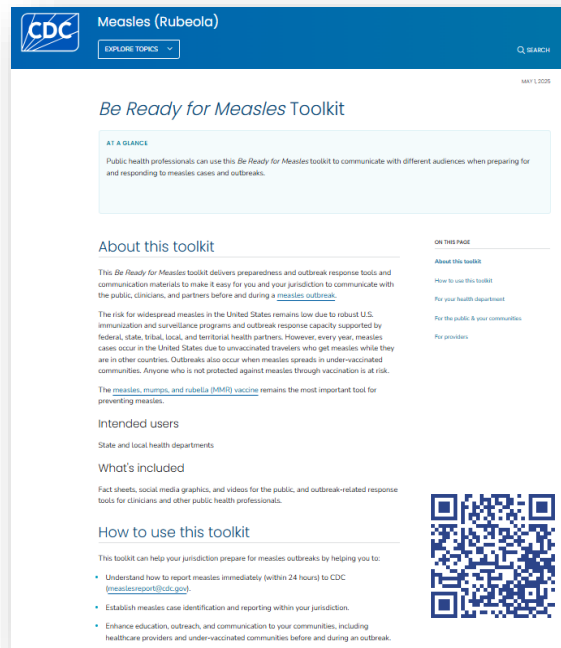 CDC
Measles (Rubeola)
EXPLORE TOPICS
SEARCH
MAY 1, 2025
Be Ready for Measles Toolkit
AT A GLANCE
Public health professionals can use this Be Ready for Measles toolkit to communicate with different audiences when preparing for
and responding to measles cases and outbreaks.
About this toolkit
This Be Ready for Measles toolkit delivers preparedness and outbreak response tools and
communication materials to make it easy for you and your jurisdiction to communicate with
the public, clinicians, and partners before and during a measles outbreak.
The risk for widespread measles in the United States remains low due to robust U.S.
immunization and surveillance programs and outbreak response capacity supported by
federal, state, tribal, local, and territorial health partners. However, every year, measles
cases occur in the United States due to unvaccinated travelers who get measles while they
are in other countries. Outbreaks also occur when measles spreads in under-vaccinated
communities. Anyone who is not protected against measles through vaccination is at risk.
The measles, mumps, and rubella (MMR) vaccine remains the most important tool for
preventing measles.
Intended users
State and local health departments
What's included
Fact sheets, social media graphics, and videos for the public, and outbreak-related response
tools for clinicians and other public health professionals.
How to use this toolkit
This toolkit can help your jurisdiction prepare for measles outbreaks by helping you to:
• Understand how to report measles immediately (within 24 hours) to CDC
(measlesreport@cdc.gov).
• Establish measles case identification and reporting within your jurisdiction.
• Enhance education, outreach, and communication to your communities, including
healthcare providers and under-vaccinated communities before and during an outbreak.
ON THIS PAGE
About this toolkit
How to use this toolkit
For your health department
For the public & your communities
For providers